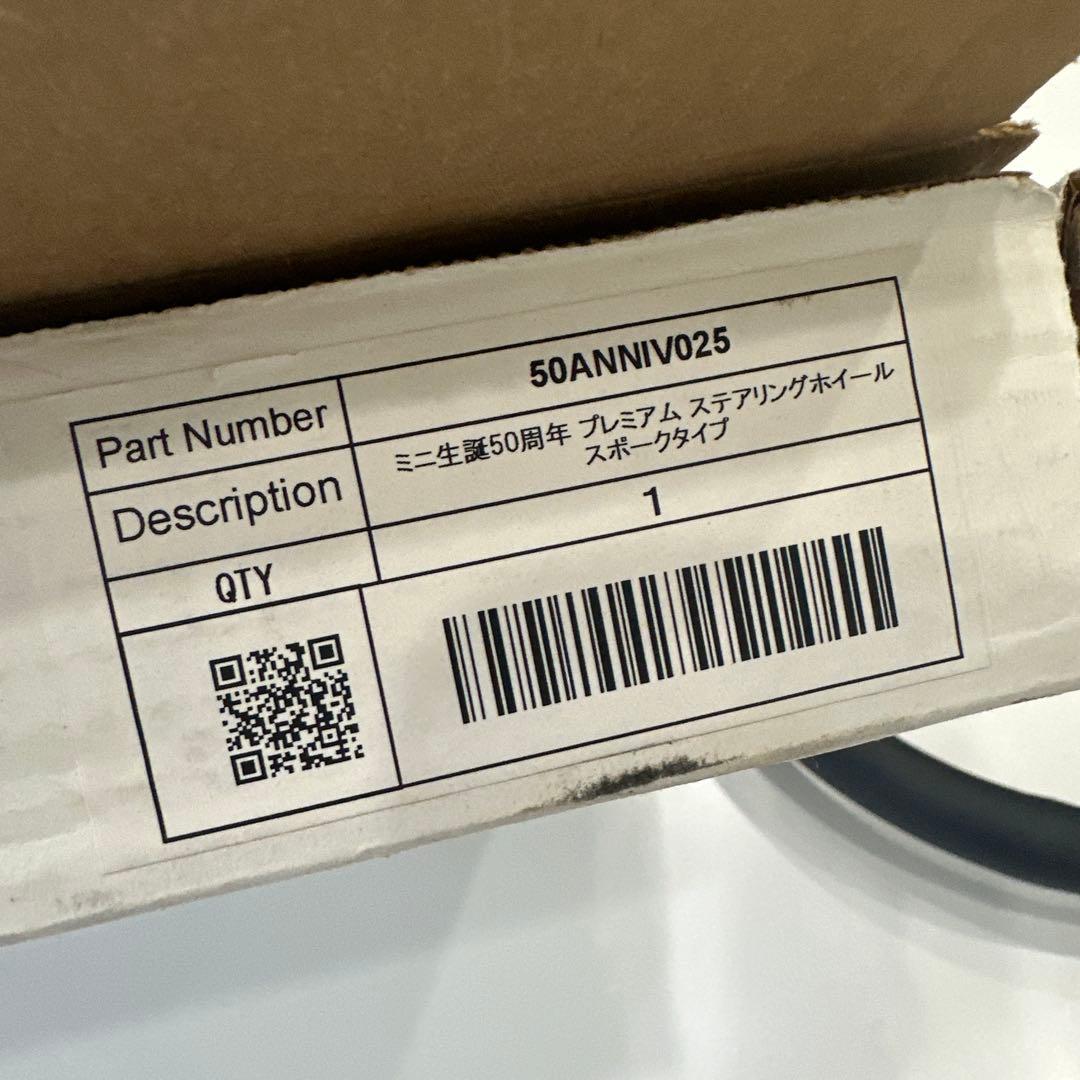 Part Number 50ANNIV025
Description ミニ生誕50周年 プレミアム ステアリングホイール
スポークタイプ
QTY 1